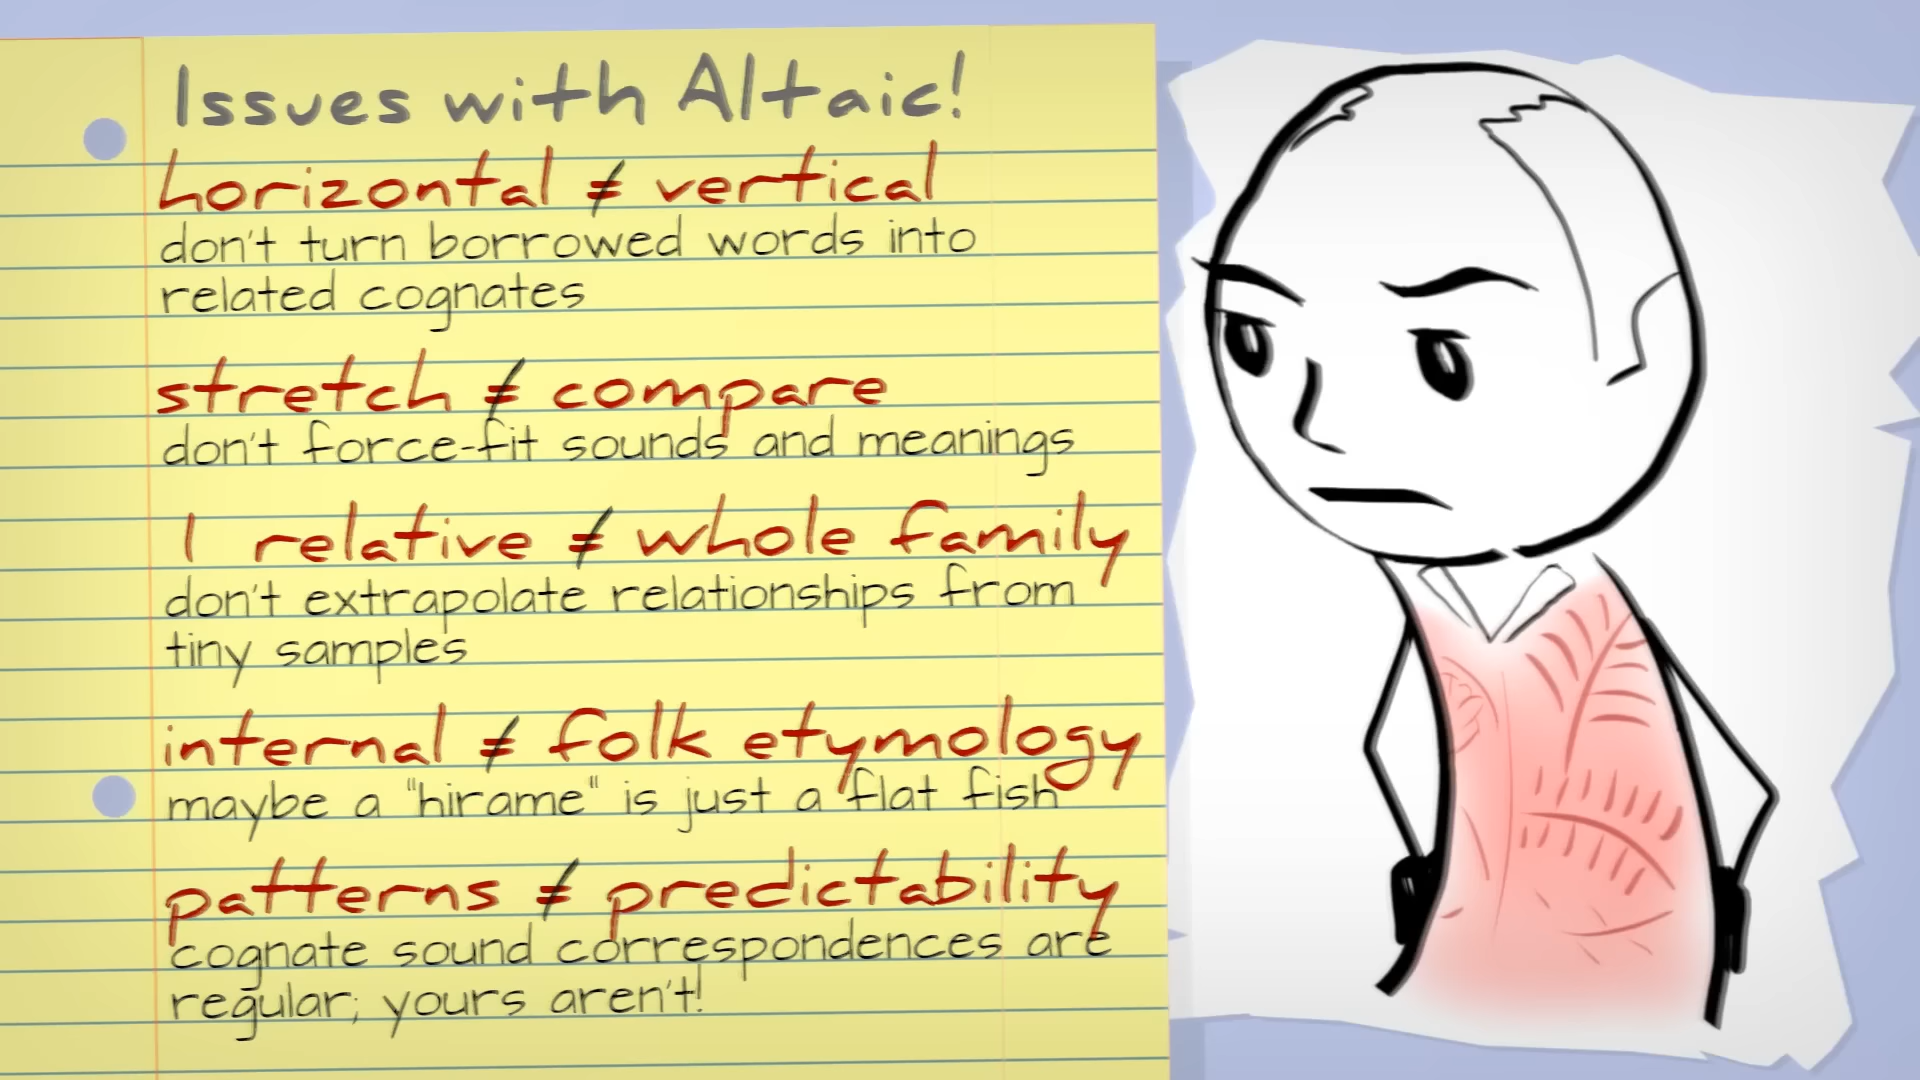 Issues with Altaic!
horizontal ≠ vertical
don't turn borrowed words into
related cognates
stretch ≠ compare
don't force-fit sounds and meanings
1 relative ≠ whole family
don't extrapolate relationships from
tiny samples
internal ≠ folk etymology
maybe a "hirame" is just a flat fish
patterns ≠ predictability
cognate sound correspondences are
regular; yours aren't!